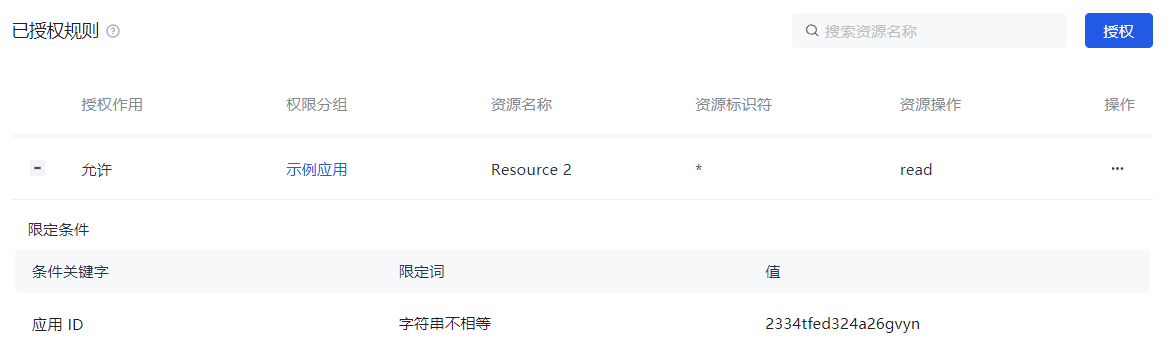 已授权规则 搜索资源名称 授权
授权作用 权限分组 资源名称 资源标识符 资源操作 操作
允许 示例应用 Resource 2 * read ···
限定条件
条件关键字 限定词 值
应用 ID 字符串不相等 2334tfed324a26gvyn